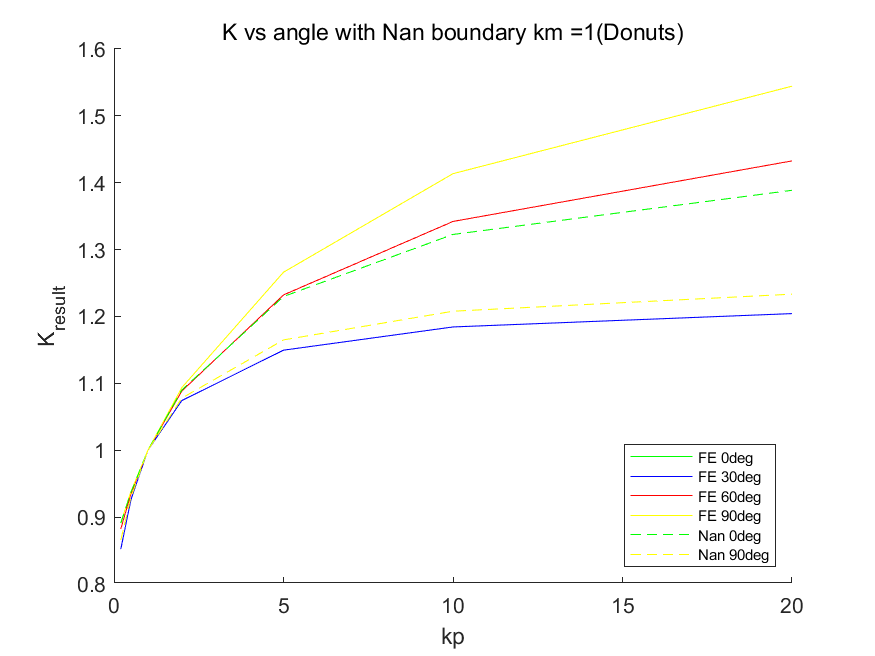 K vs angle with Nan boundary km =1(Donuts)
1.6
1.5
1.4
1.3
1.2
1.1
1
0.9
0.8
K_result
0 5 10 15 20
kp
FE 0deg
FE 30deg
FE 60deg
FE 90deg
Nan 0deg
Nan 90deg